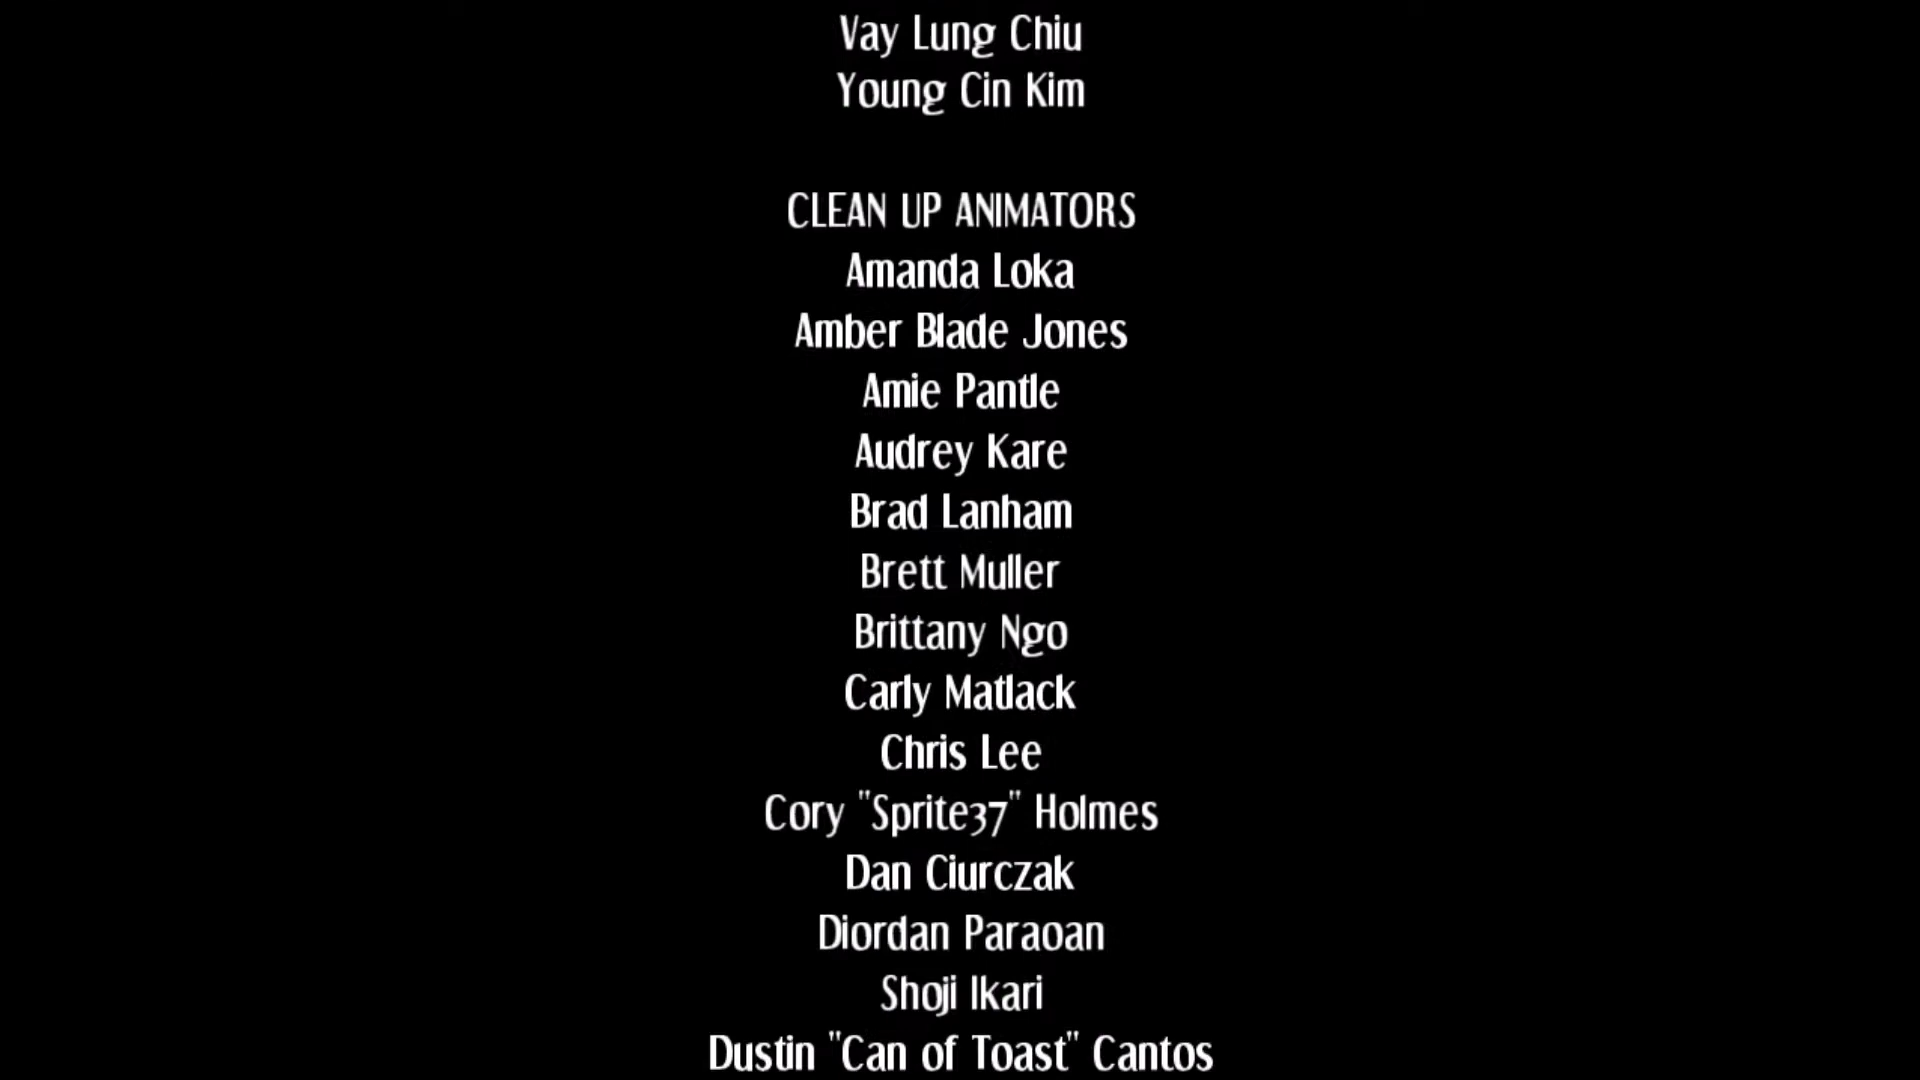 Vay Lung Chiu
Young Cin Kim
CLEAN UP ANIMATORS
Amanda Loka
Amber Blade Jones
Amie Pantle
Audrey Kare
Brad Lanham
Brett Muller
Brittany Ngo
Carly Matlack
Chris Lee
Cory "Sprite37" Holmes
Dan Ciurczak
Diordan Paraoan
Shoji Ikari
Dustin "Can of Toast" Cantos